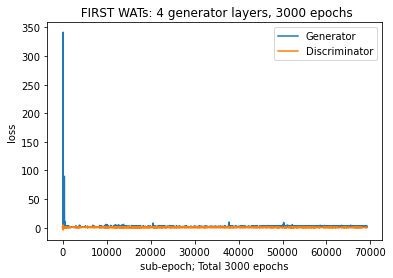 FIRST WATs: 4 generator layers, 3000 epochs
Generator
Discriminator
350
300
250
200
150
100
50
0
loss
0 10000 20000 30000 40000 50000 60000 70000
sub-epoch; Total 3000 epochs